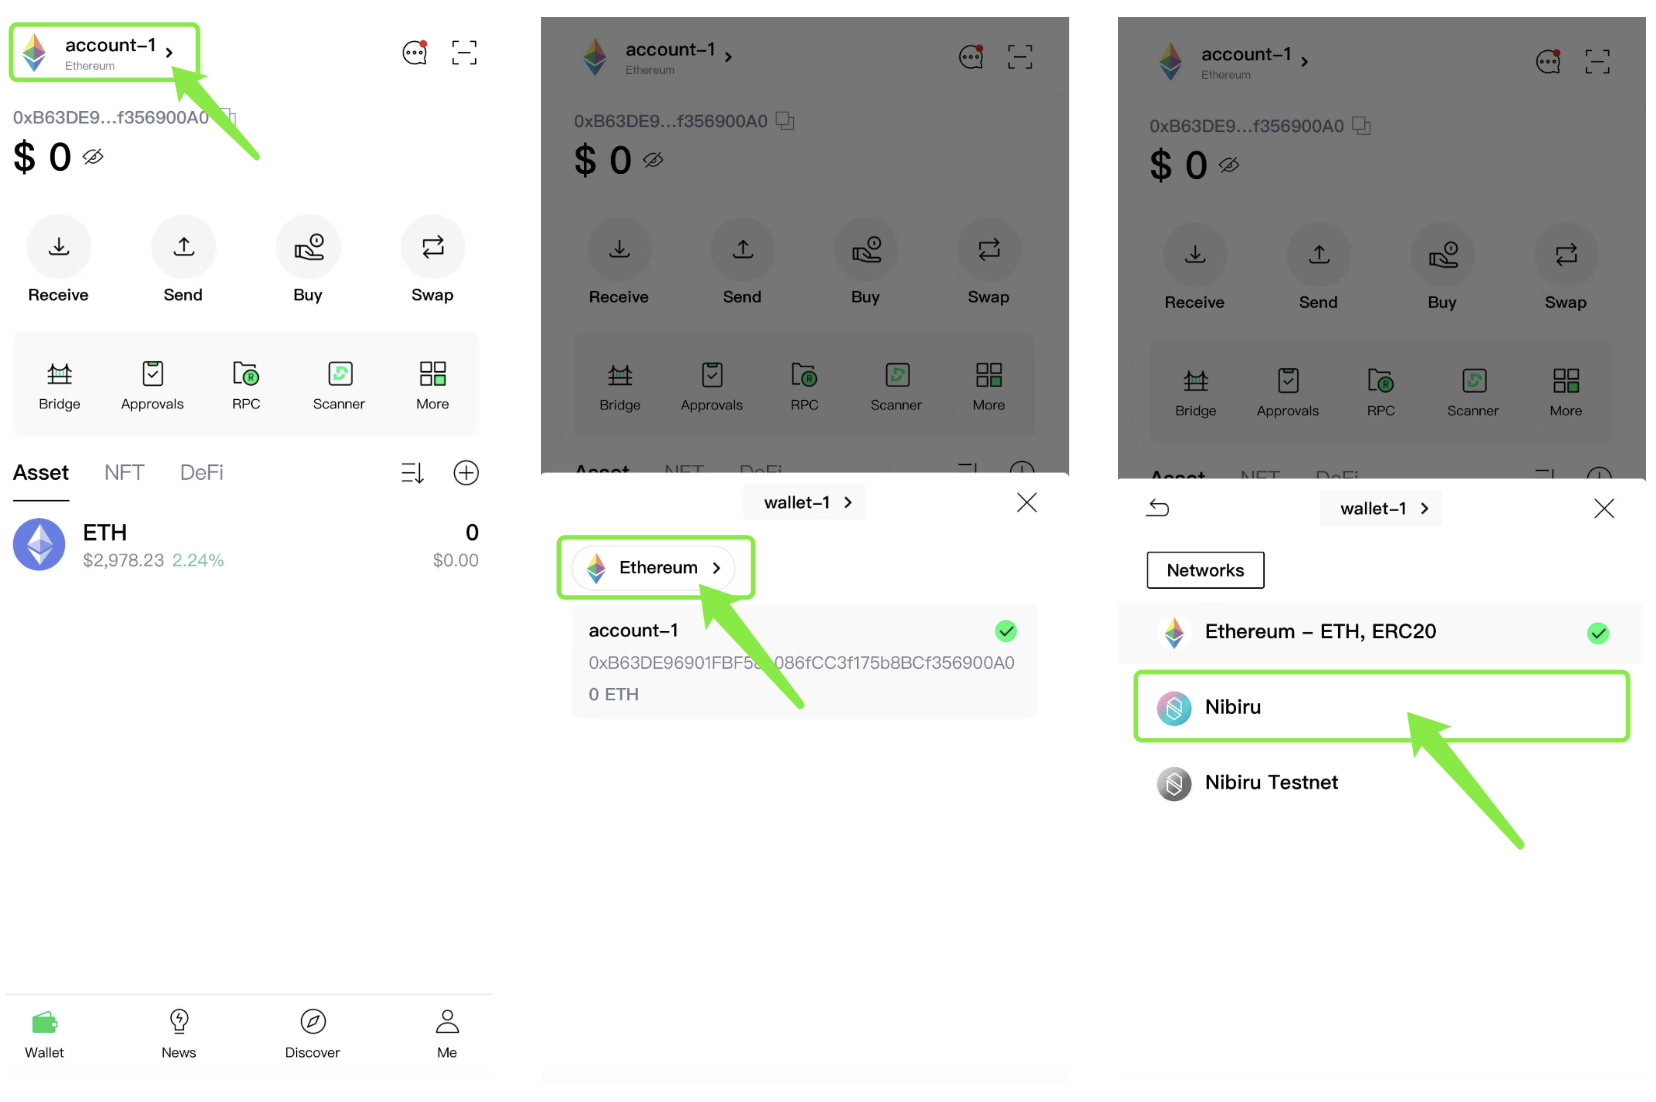 account-1 >
Ethereum
0xB63DE9...f356900A0
$ 0
Receive
Send
Buy
Swap
Bridge
Approvals
RPC
Scanner
More
Asset
NFT
DeFi
ETH
0
$2,978.23 2.24%
$0.00
Wallet
News
Discover
Me
account-1 >
Ethereum
0xB63DE9...f356900A0
$ 0
Receive
Send
Buy
Swap
Bridge
Approvals
RPC
Scanner
More
Asset
NFT
DeFi
wallet-1 >
Ethereum >
account-1
0 ETH
account-1 >
Ethereum
0xB63DE9...f356900A0
$ 0
Receive
Send
Buy
Swap
Bridge
Approvals
RPC
Scanner
More
Asset
NFT
DeFi
wallet-1 >
Networks
Ethereum – ETH, ERC20
Nibiru
Nibiru Testnet